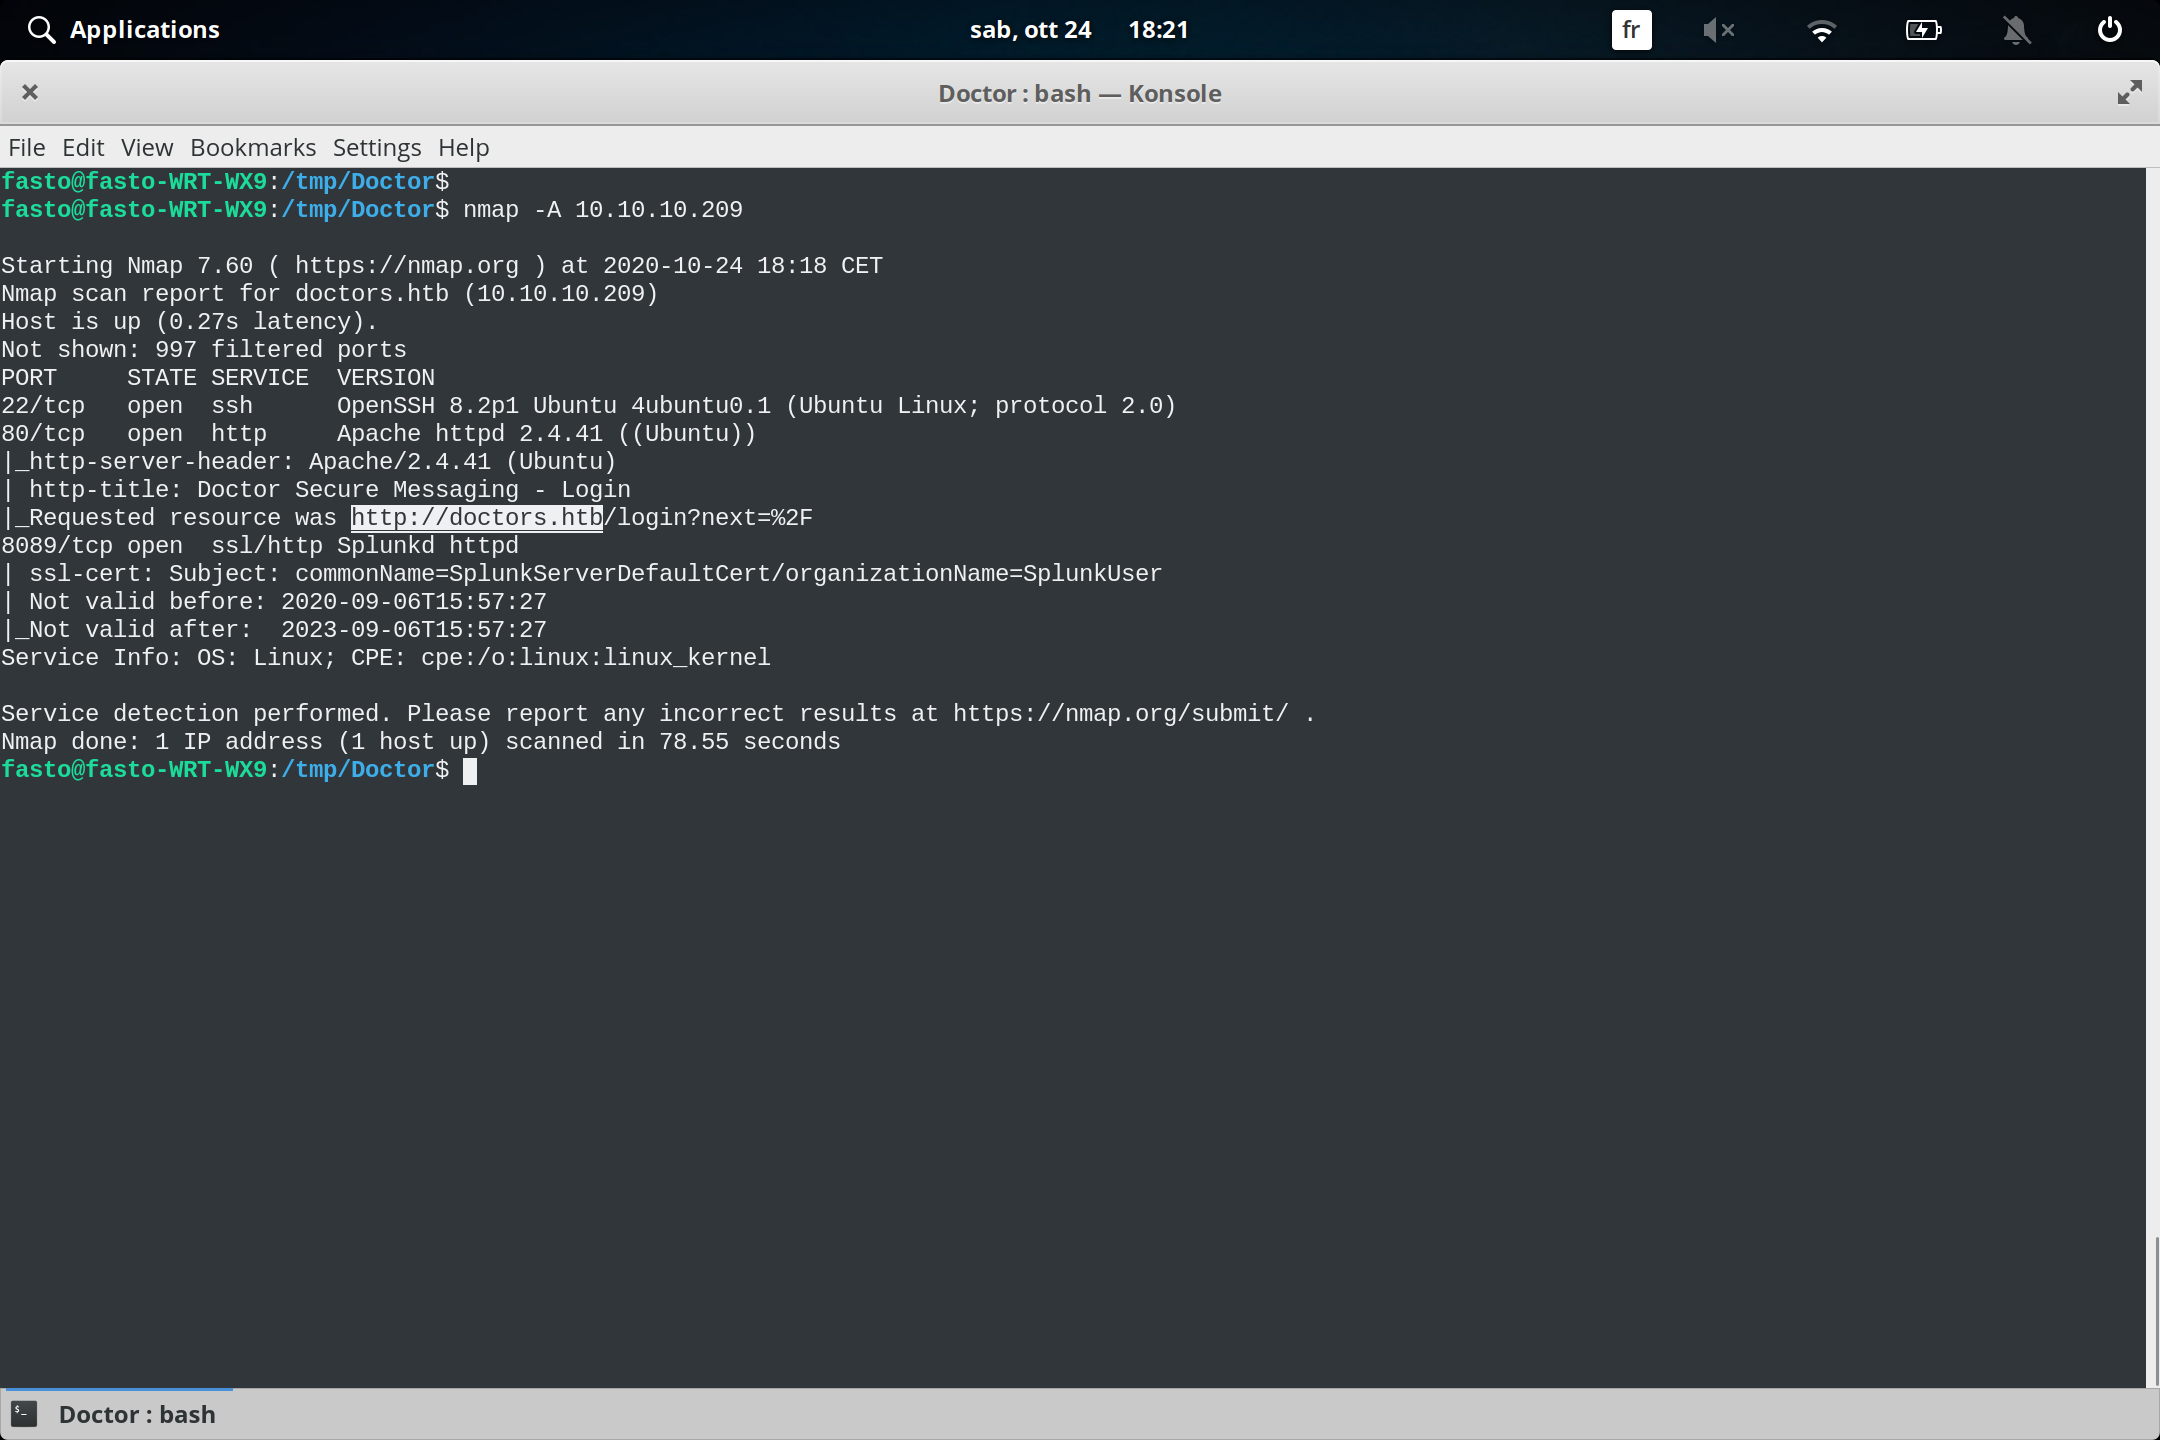 Applications
sab, ott 24 18:21
fr
Doctor : bash — Konsole
File Edit View Bookmarks Settings Help
fasto@fasto-WRT-WX9:/tmp/Doctor$
fasto@fasto-WRT-WX9:/tmp/Doctor$ nmap -A 10.10.10.209
Starting Nmap 7.60 ( https://nmap.org ) at 2020-10-24 18:18 CET
Nmap scan report for doctors.htb (10.10.10.209)
Host is up (0.27s latency).
Not shown: 997 filtered ports
PORT     STATE SERVICE  VERSION
22/tcp   open  ssh      OpenSSH 8.2p1 Ubuntu 4ubuntu0.1 (Ubuntu Linux; protocol 2.0)
80/tcp   open  http     Apache httpd 2.4.41 ((Ubuntu))
|_http-server-header: Apache/2.4.41 (Ubuntu)
| http-title: Doctor Secure Messaging - Login
|_Requested resource was http://doctors.htb/login?next=%2F
8089/tcp open  ssl/http Splunkd httpd
| ssl-cert: Subject: commonName=SplunkServerDefaultCert/organizationName=SplunkUser
| Not valid before: 2020-09-06T15:57:27
|_Not valid after:  2023-09-06T15:57:27
Service Info: OS: Linux; CPE: cpe:/o:linux:linux_kernel
Service detection performed. Please report any incorrect results at https://nmap.org/submit/ .
Nmap done: 1 IP address (1 host up) scanned in 78.55 seconds
fasto@fasto-WRT-WX9:/tmp/Doctor$
Doctor : bash